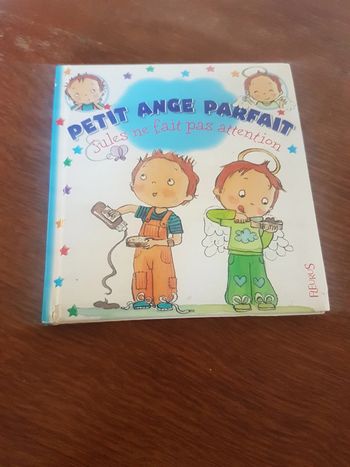 PETIT ANGE PARFAIT
Jules ne fait pas attention
FLEURUS